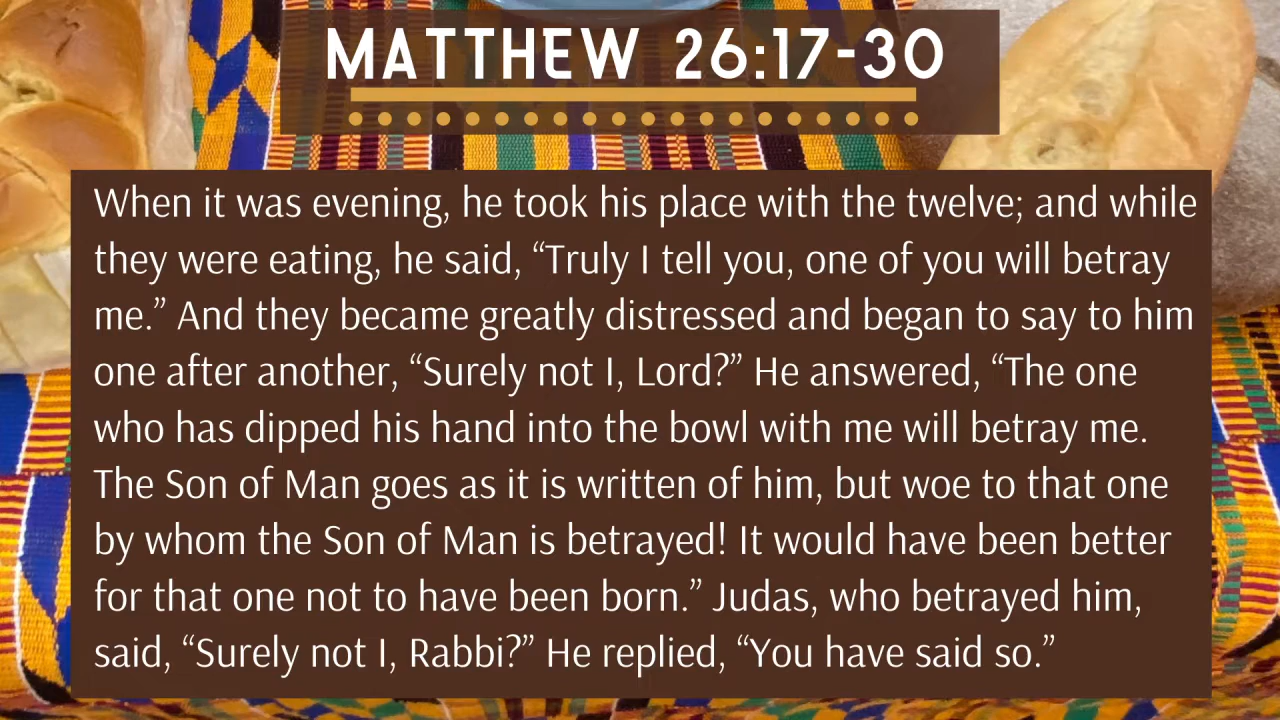 MATTHEW 26:17-30
When it was evening, he took his place with the twelve; and while
they were eating, he said, “Truly I tell you, one of you will betray
me.” And they became greatly distressed and began to say to him
one after another, “Surely not I, Lord?” He answered, “The one
who has dipped his hand into the bowl with me will betray me.
The Son of Man goes as it is written of him, but woe to that one
by whom the Son of Man is betrayed! It would have been better
for that one not to have been born.” Judas, who betrayed him,
said, “Surely not I, Rabbi?” He replied, “You have said so.”